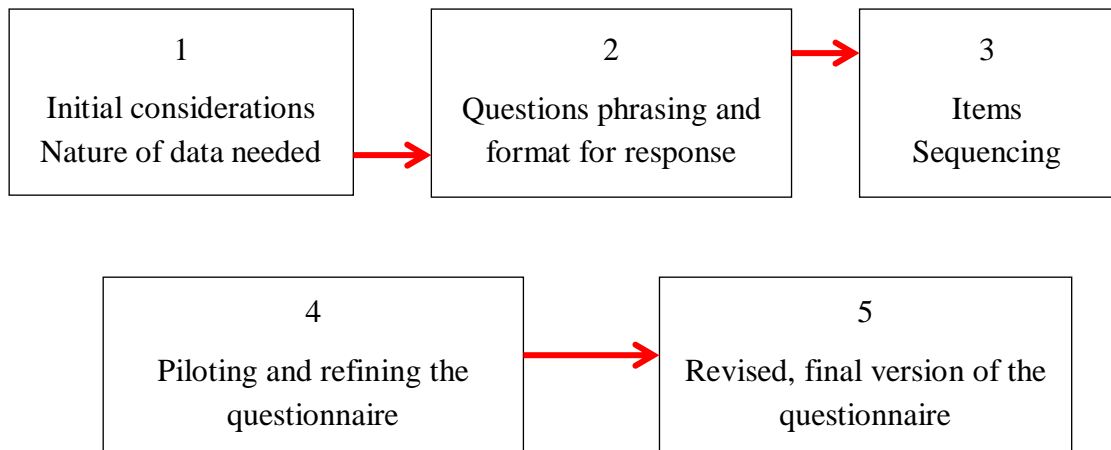 1
Initial considerations
Nature of data needed
2
Questions phrasing and
format for response
3
Items
Sequencing
4
Piloting and refining the
questionnaire
5
Revised, final version of the
questionnaire